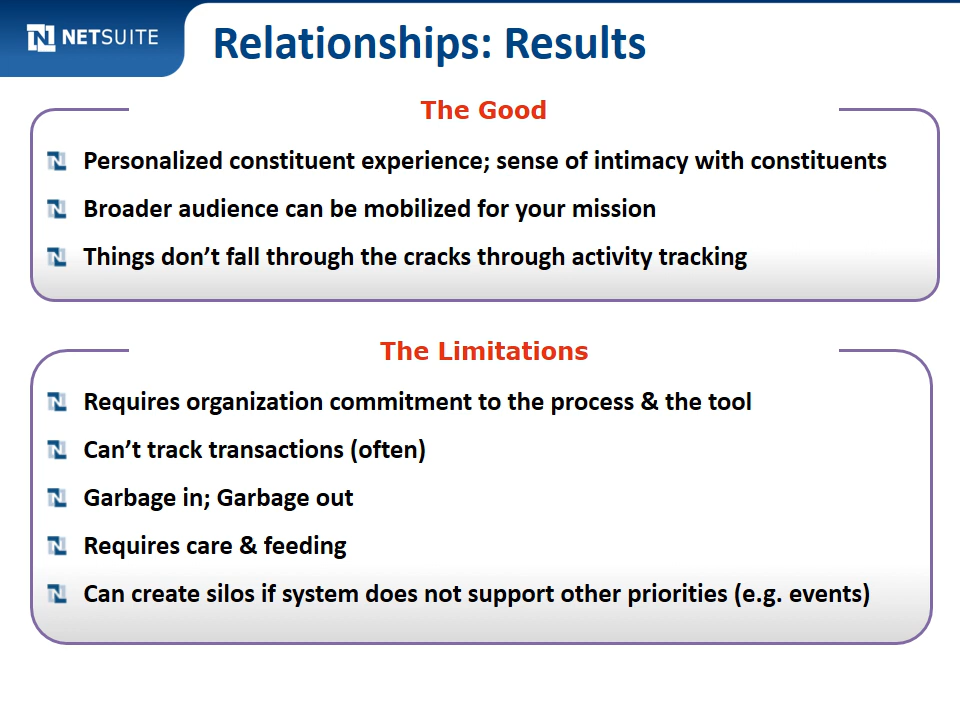 NETSUITE
Relationships: Results
The Good
Personalized constituent experience; sense of intimacy with constituents
Broader audience can be mobilized for your mission
Things don’t fall through the cracks through activity tracking
The Limitations
Requires organization commitment to the process & the tool
Can’t track transactions (often)
Garbage in; Garbage out
Requires care & feeding
Can create silos if system does not support other priorities (e.g. events)